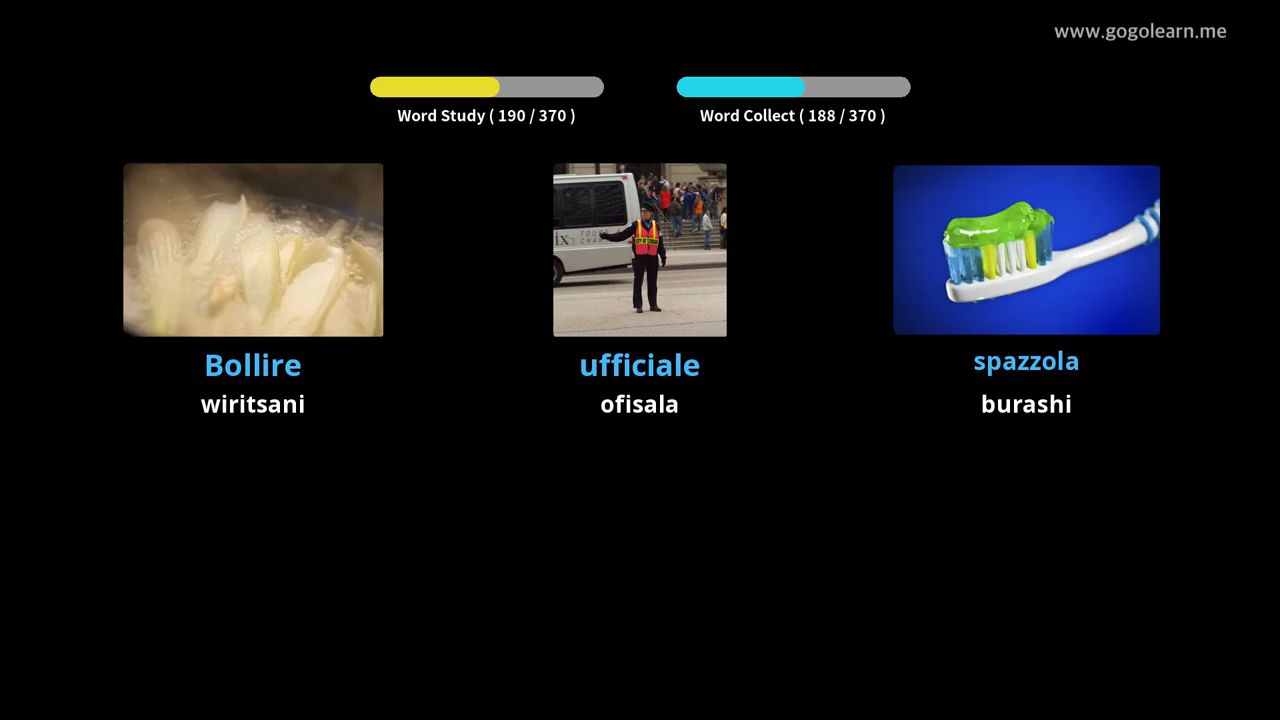 www.gogolearn.me
Word Study ( 190 / 370 )
Word Collect ( 188 / 370 )
Bollire
ufficiale
spazzola
wiritsani
ofisala
burashi